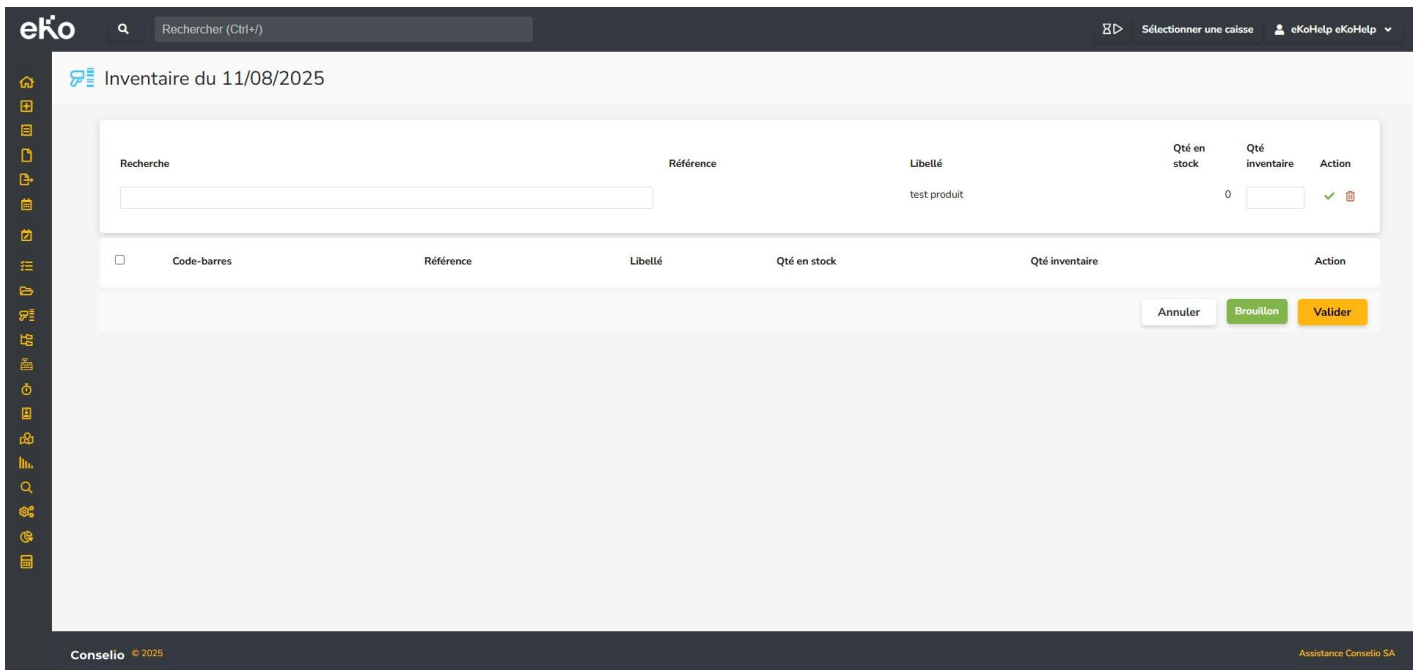 eko
Rechercher (Ctrl+/)
Sélectionner une caisse
eKoHelp eKoHelp
Inventaire du 11/08/2025
Recherche Référence Libellé Qté en stock Qté inventaire Action
test produit 0
Code-barres Référence Libellé Qté en stock Qté inventaire Action
Annuler Brouillon Valider
Conselio © 2025 Assistance Conselio SA